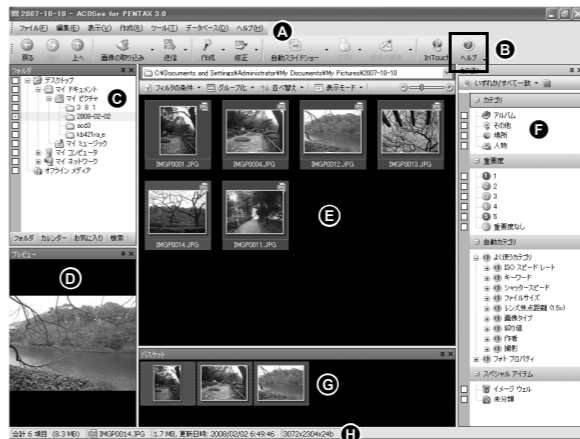 2007-10-10 - ACDSee for PENTAX 3.0
ファイル(F) 編集(E) 表示(V) 作成(R) ツール(T) データベース(D) ヘルプ(H)
A
戻る
上へ
画像の取り込み
送信
作成
修正
自動スライドショー
InTouch
ヘルプ
B
フォルダ
デスクトップ
マイ ドキュメント
マイ ピクチャ
3 8 1
2008-02-02
acd3
kb421ra_e
マイ ミュージック
マイ コンピュータ
マイ ネットワーク
オフライン メディア
C
フォルダ カレンダー お気に入り 検索
プレビュー
D
C:¥Documents and Settings¥Administrator¥My Documents¥My Pictures¥2007-10-10
フィルタの条件 グループ化 並べ替え 表示モード
IMGP0001.JPG
IMGP0004.JPG
IMGP0012.JPG
IMGP0013.JPG
IMGP0014.JPG
IMGP0011.JPG
E
バスケット
G
いずれか/すべて一致
カテゴリ
アルバム
その他
場所
人物
F
重要度
1
2
3
4
5
重要度なし
自動カテゴリ
よく使うカテゴリ
ISO スピード レート
キーワード
シャッタースピード
ファイルサイズ
レンズ焦点距離 (15o)
画像タイプ
絞り値
作者
撮影
フォト プロパティ
スペシャル アイテム
イメージ ウェル
未分類
合計 6 項目 (9.3 MB) IMGP0014.JPG 1.7 MB, 更新日時: 2008/02/02 6:49:46 3072x2304x24b
H